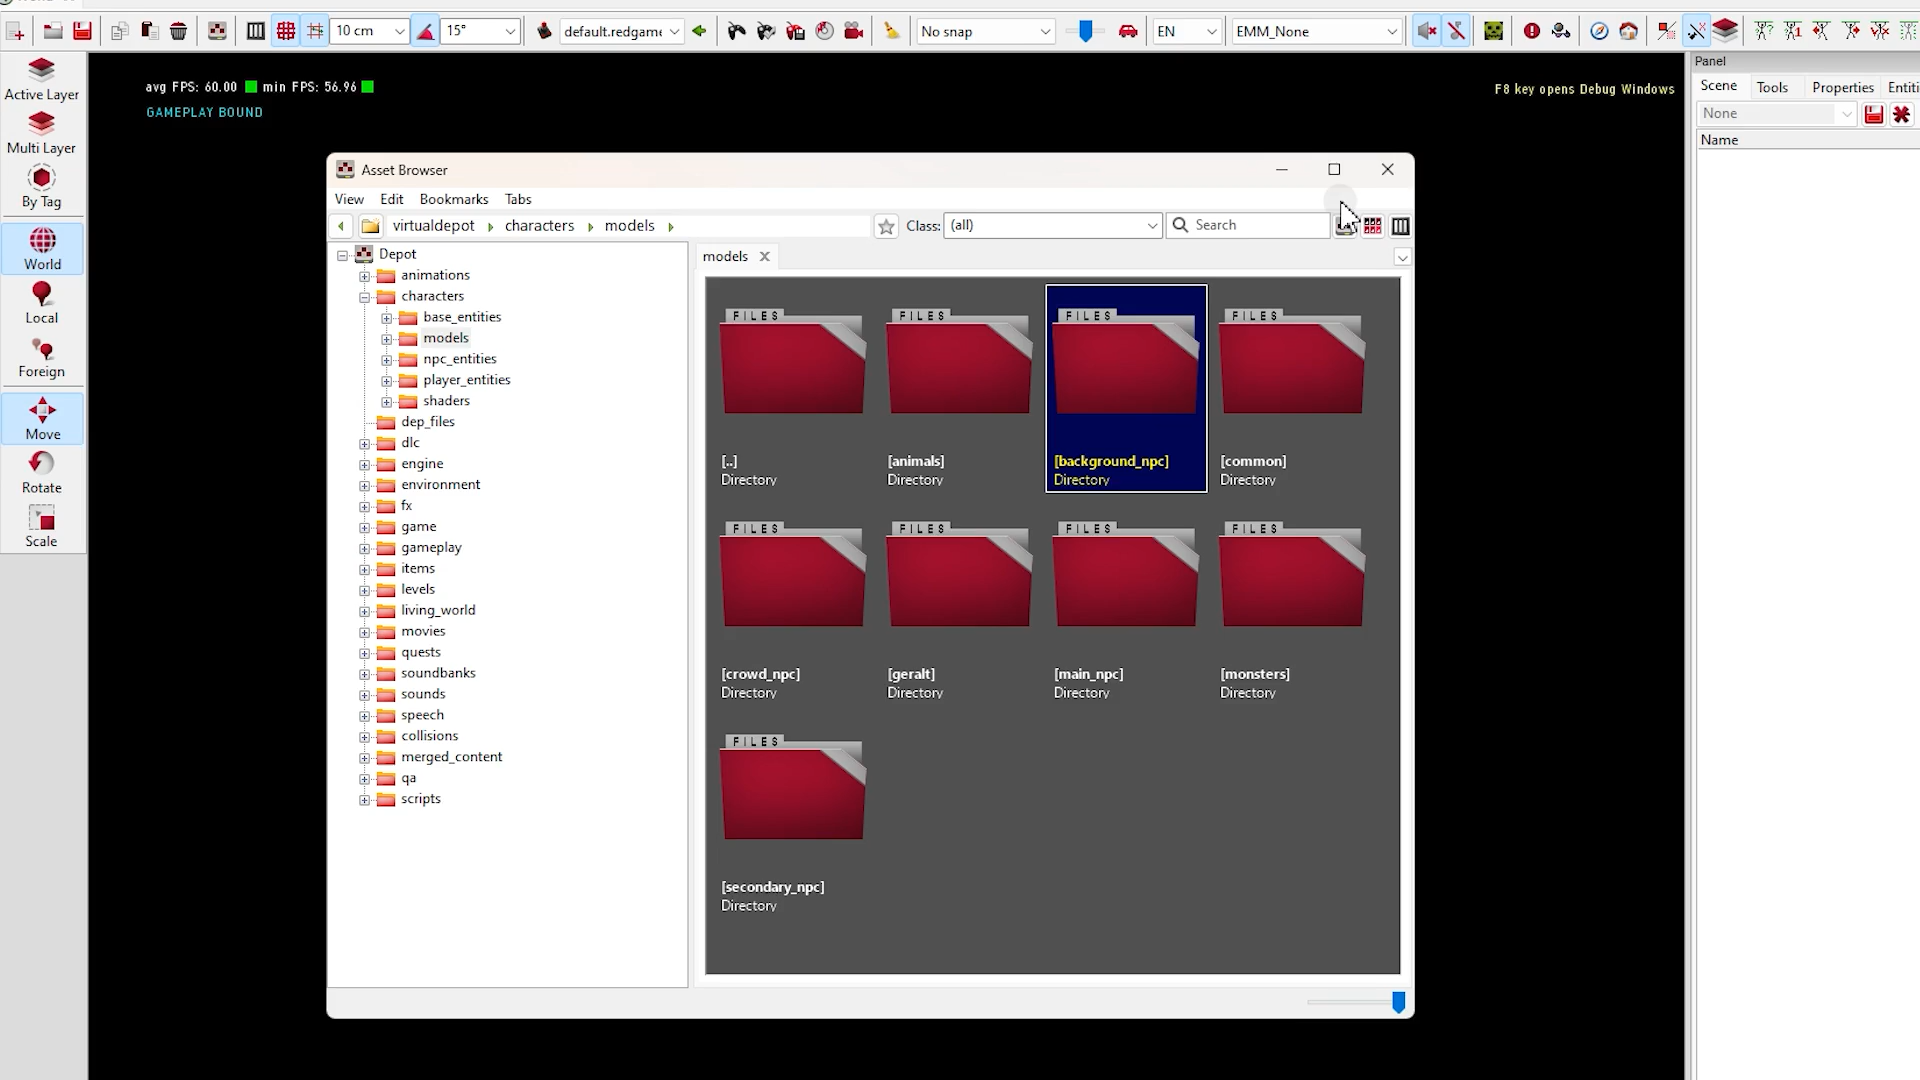 10 cm
15°
default.redgame
No snap
EN
EMM_None
Active Layer
Multi Layer
By Tag
World
Local
Foreign
Move
Rotate
Scale
avg FPS: 60.00 min FPS: 56.96
GAMEPLAY BOUND
F8 key opens Debug Windows
Panel
Scene Tools Properties Entiti
None
Name
Asset Browser
View Edit Bookmarks Tabs
virtualdepot characters models
Class: (all)
Search
Depot
animations
characters
base_entities
models
npc_entities
player_entities
shaders
dep_files
dlc
engine
environment
fx
game
gameplay
items
levels
living_world
movies
quests
soundbanks
sounds
speech
collisions
merged_content
qa
scripts
models
FILES FILES FILES FILES
[..] [animals] [background_npc] [common]
Directory Directory Directory Directory
FILES FILES FILES FILES
[crowd_npc] [geralt] [main_npc] [monsters]
Directory Directory Directory Directory
FILES
[secondary_npc]
Directory